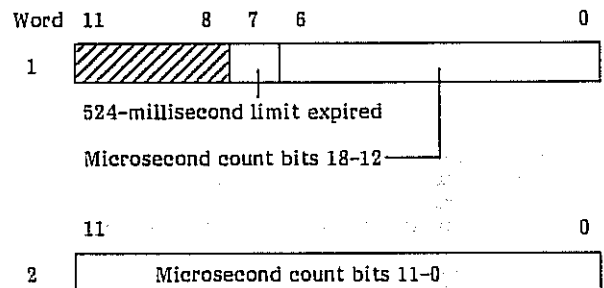 Word 11 8 7 6 0
1
524-millisecond limit expired
Microsecond count bits 18-12
11 0
2 Microsecond count bits 11-0